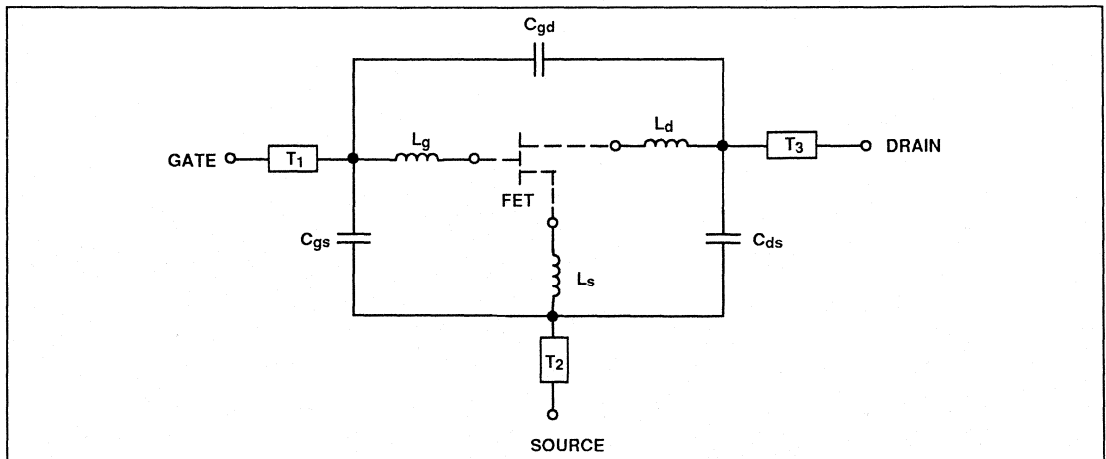 Cgd
Lg
Ld
GATE
T1
T3
DRAIN
FET
Cgs
Cds
Ls
T2
SOURCE